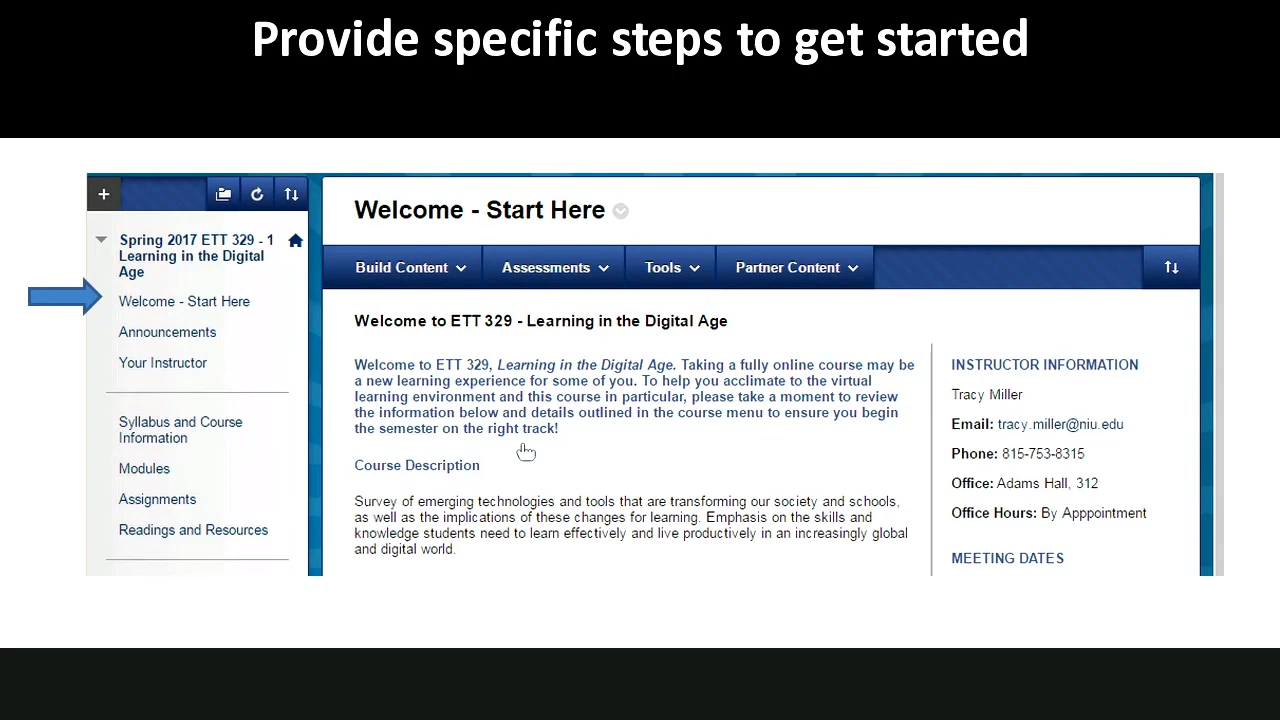 Provide specific steps to get started
Spring 2017 ETT 329 - 1
Learning in the Digital
Age
Welcome - Start Here
Announcements
Your Instructor
Syllabus and Course
Information
Modules
Assignments
Readings and Resources
Welcome - Start Here
Build Content
Assessments
Tools
Partner Content
Welcome to ETT 329 - Learning in the Digital Age
Welcome to ETT 329, Learning in the Digital Age. Taking a fully online course may be
a new learning experience for some of you. To help you acclimate to the virtual
learning environment and this course in particular, please take a moment to review
the information below and details outlined in the course menu to ensure you begin
the semester on the right track!
Course Description
Survey of emerging technologies and tools that are transforming our society and schools,
as well as the implications of these changes for learning. Emphasis on the skills and
knowledge students need to learn effectively and live productively in an increasingly global
and digital world.
INSTRUCTOR INFORMATION
Tracy Miller
Email: tracy.miller@niu.edu
Phone: 815-753-8315
Office: Adams Hall, 312
Office Hours: By Apppointment
MEETING DATES